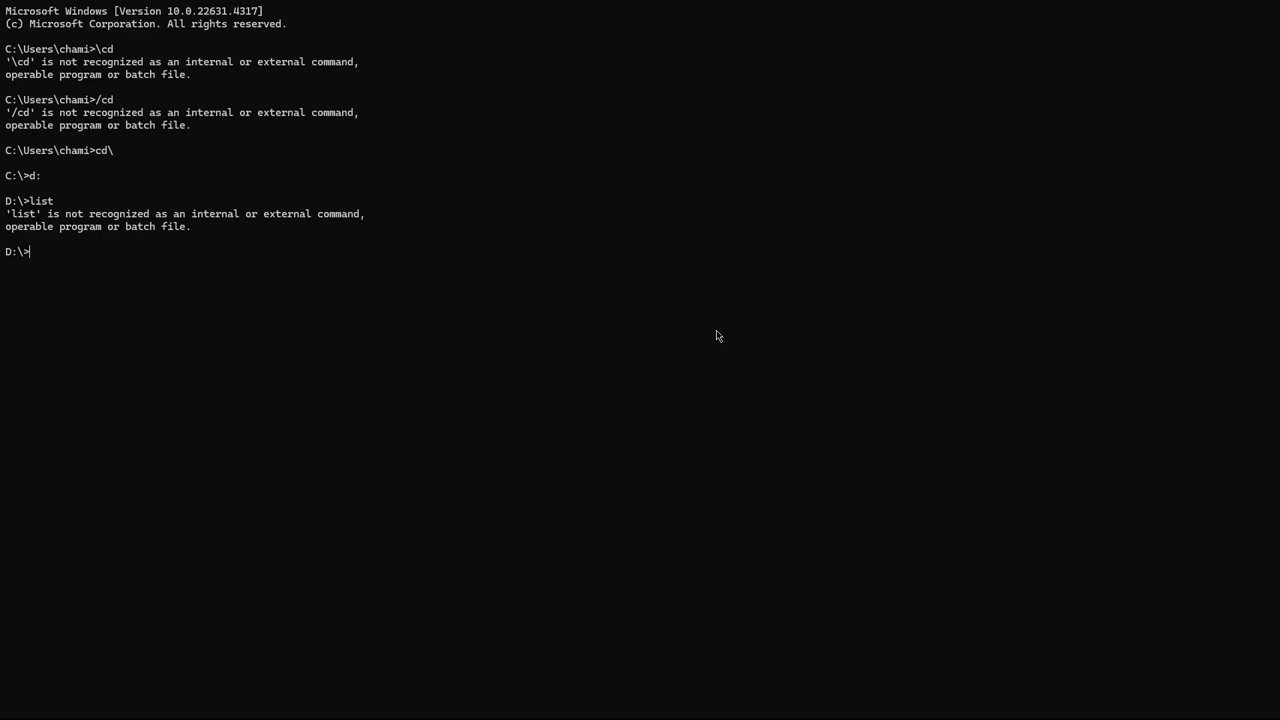 Microsoft Windows [Version 10.0.22631.4317]
(c) Microsoft Corporation. All rights reserved.
C:\Users\chami>\cd
'\cd' is not recognized as an internal or external command,
operable program or batch file.
C:\Users\chami>/cd
'/cd' is not recognized as an internal or external command,
operable program or batch file.
C:\Users\chami>cd\
C:\>d:
D:\>list
'list' is not recognized as an internal or external command,
operable program or batch file.
D:\>